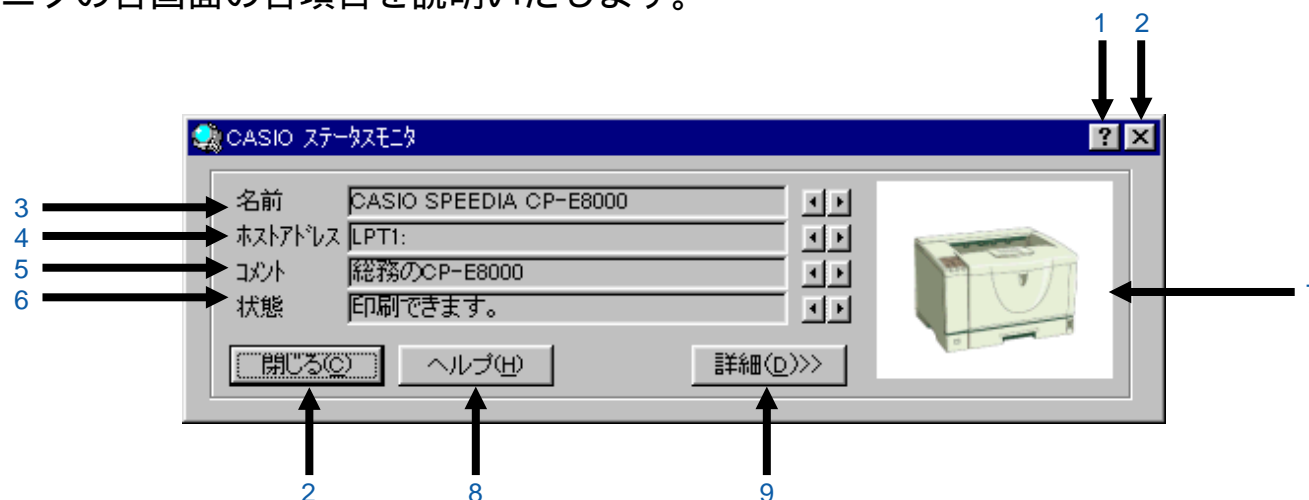 ニタの各画面の各項目を説明いたします。
1 2
CASIO ステータスモニタ
3 名前 CASIO SPEEDIA CP-E8000
4 ホストアドレス LPT1:
5 コメント 総務のCP-E8000
6 状態 印刷できます。
閉じる(C) ヘルプ(H) 詳細(D)>>
2 8 9